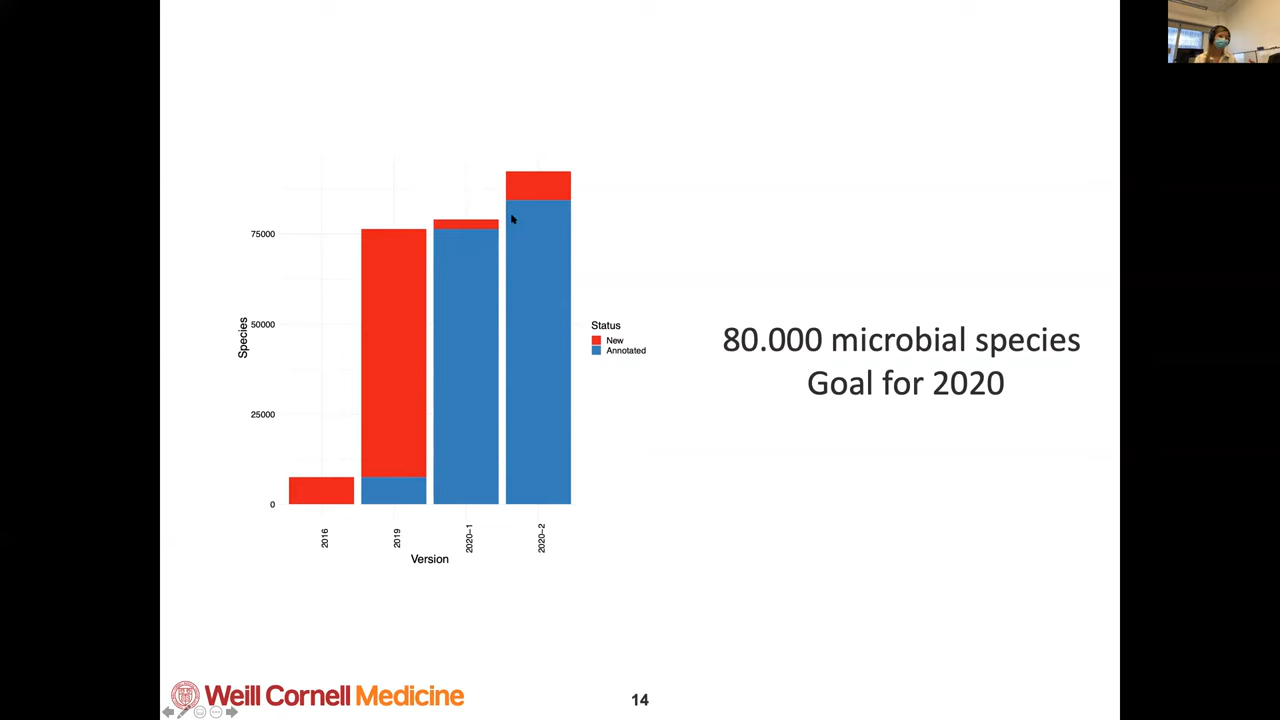 75000
50000
25000
0
Species
2016
2019
2020-1
2020-2
Version
Status
New
Annotated
80.000 microbial species
Goal for 2020
Weill Cornell Medicine
14